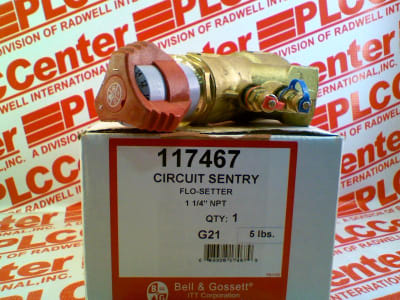 PLCCenter
A DIVISION OF RADWELL INTERNATIONAL, INC.
117467
CIRCUIT SENTRY
FLO-SETTER
1 1/4" NPT
QTY: 1
G21
5 lbs.
B&G
Bell & Gossett®
ITT Corporation